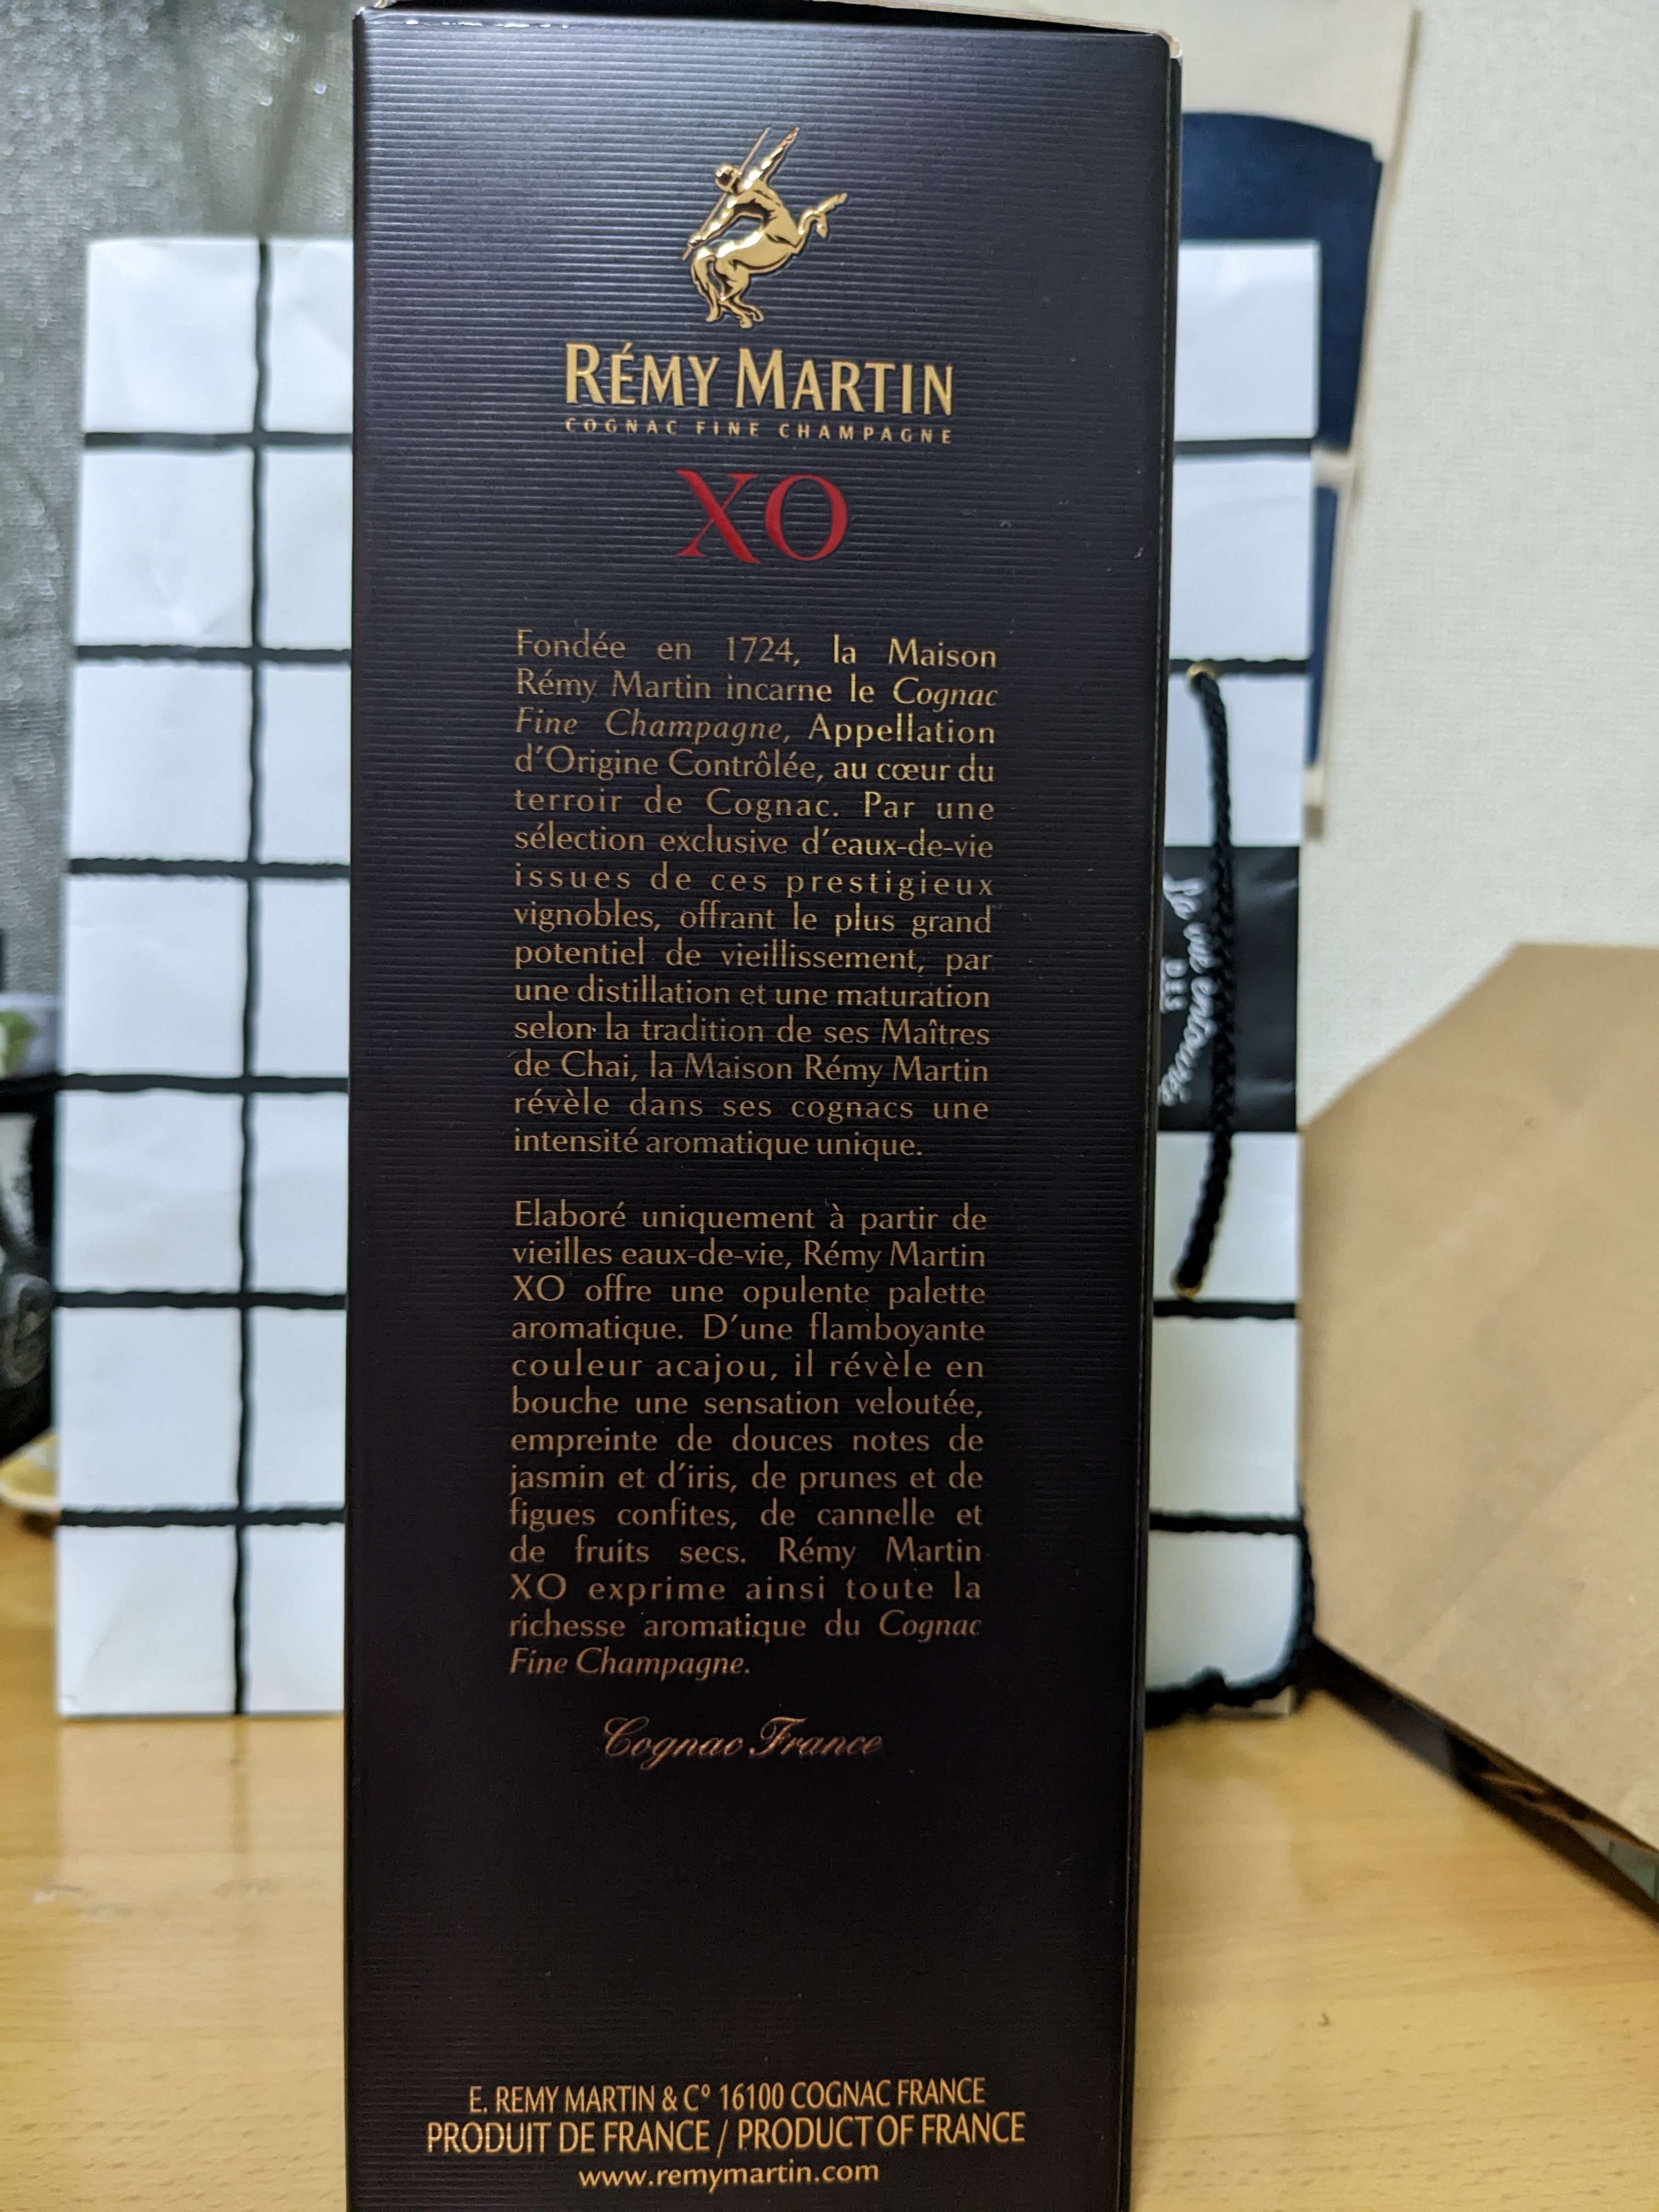 RÉMY MARTIN
COGNAC FINE CHAMPAGNE
XO
Fondée en 1724, la Maison
Rémy Martin incarne le Cognac
Fine Champagne, Appellation
d'Origine Contrôlée, au cœur du
terroir de Cognac. Par une
sélection exclusive d'eaux-de-vie
issues de ces prestigieux
vignobles, offrant le plus grand
potentiel de vieillissement, par
une distillation et une maturation
selon la tradition de ses Maîtres
de Chai, la Maison Rémy Martin
révèle dans ses cognacs une
intensité aromatique unique.
Elaboré uniquement à partir de
vieilles eaux-de-vie, Rémy Martin
XO offre une opulente palette
aromatique. D'une flamboyante
couleur acajou, il révèle en
bouche une sensation veloutée,
empreinte de douces notes de
jasmin et d'iris, de prunes et de
figues confites, de cannelle et
de fruits secs. Rémy Martin
XO exprime ainsi toute la
richesse aromatique du Cognac
Fine Champagne.
Cognac France
E. REMY MARTIN & Cº 16100 COGNAC FRANCE
PRODUIT DE FRANCE / PRODUCT OF FRANCE
www.remymartin.com
la vie entourée
DES